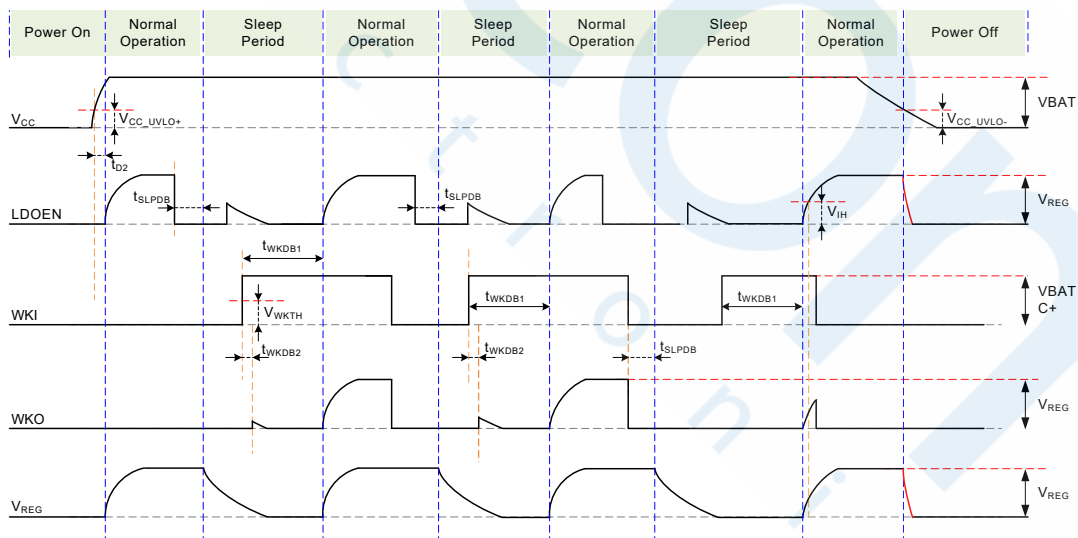 Power On
Normal
Operation
Sleep
Period
Normal
Operation
Sleep
Period
Normal
Operation
Sleep
Period
Normal
Operation
Power Off
VCC
VCC_UVLO+
VCC_UVLO-
VBAT
tD2
LDOEN
tSLPDB
tSLPDB
VIH
VREG
tWKDB1
WKI
VWKTH
tWKDB1
tWKDB1
VBAT
C+
tWKDB2
tWKDB2
tSLPDB
WKO
VREG
VREG
VREG